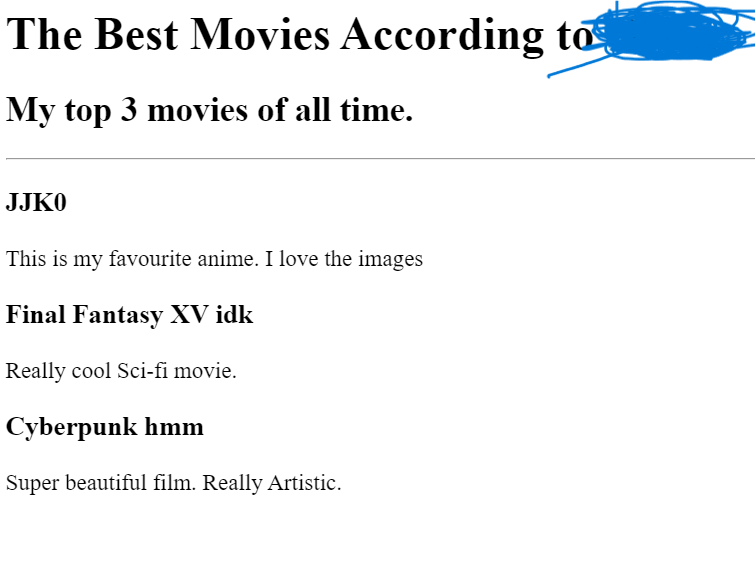 The Best Movies According to
My top 3 movies of all time.
JJK0
This is my favourite anime. I love the images
Final Fantasy XV idk
Really cool Sci-fi movie.
Cyberpunk hmm
Super beautiful film. Really Artistic.